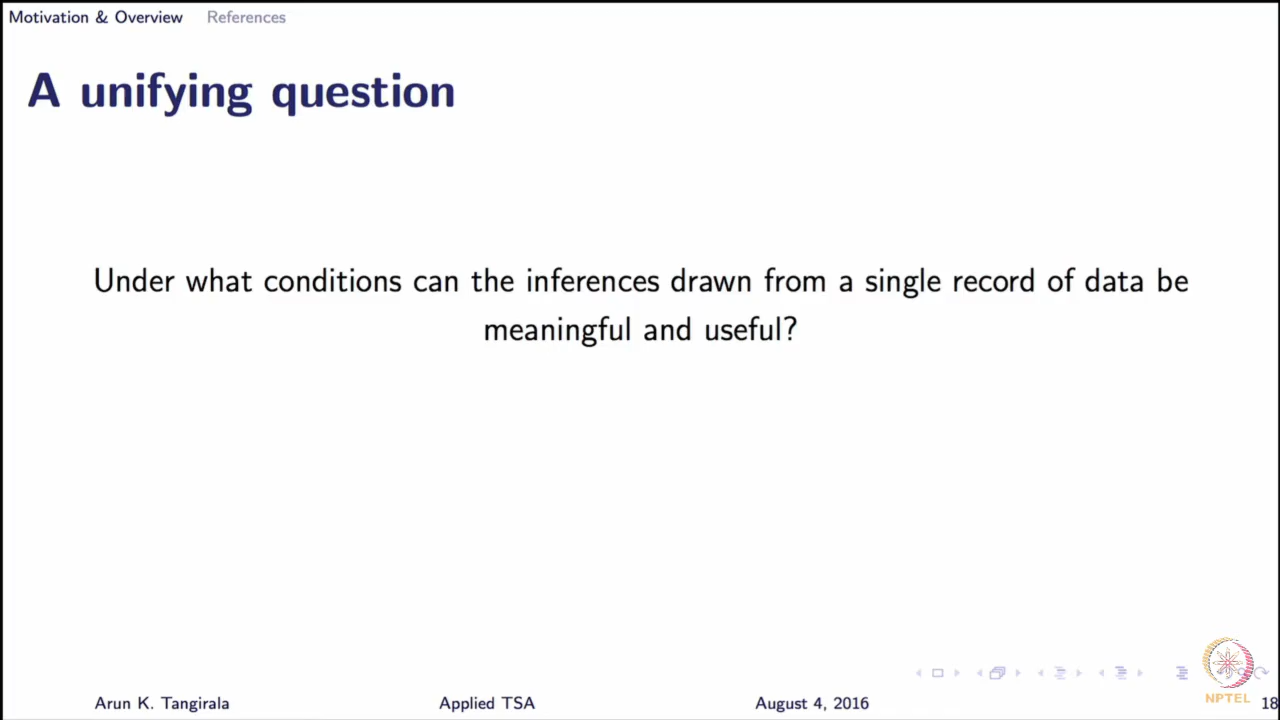 Motivation & Overview References
A unifying question
Under what conditions can the inferences drawn from a single record of data be
meaningful and useful?
NPTEL
Arun K. Tangirala Applied TSA August 4, 2016 18